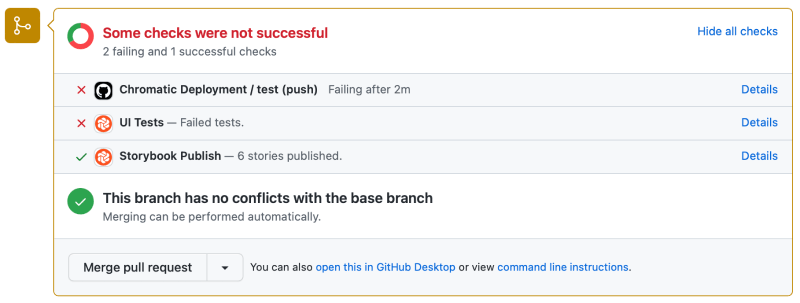 Some checks were not successful
Hide all checks
2 failing and 1 successful checks
Chromatic Deployment / test (push) Failing after 2m Details
UI Tests — Failed tests. Details
Storybook Publish — 6 stories published. Details
This branch has no conflicts with the base branch
Merging can be performed automatically.
Merge pull request You can also open this in GitHub Desktop or view command line instructions.